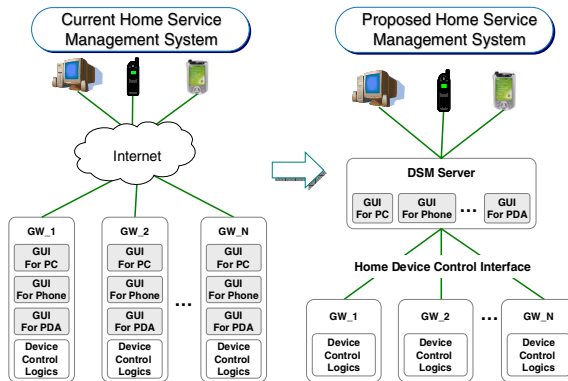 Current Home Service
Management System
Internet
GW_1
GUI
For PC
GUI
For Phone
GUI
For PDA
Device
Control
Logics
GW_2
GUI
For PC
GUI
For Phone
GUI
For PDA
Device
Control
Logics
...
GW_N
GUI
For PC
GUI
For Phone
GUI
For PDA
Device
Control
Logics
Proposed Home Service
Management System
DSM Server
GUI
For PC
GUI
For Phone
...
GUI
For PDA
Home Device Control Interface
GW_1
Device
Control
Logics
GW_2
Device
Control
Logics
...
GW_N
Device
Control
Logics